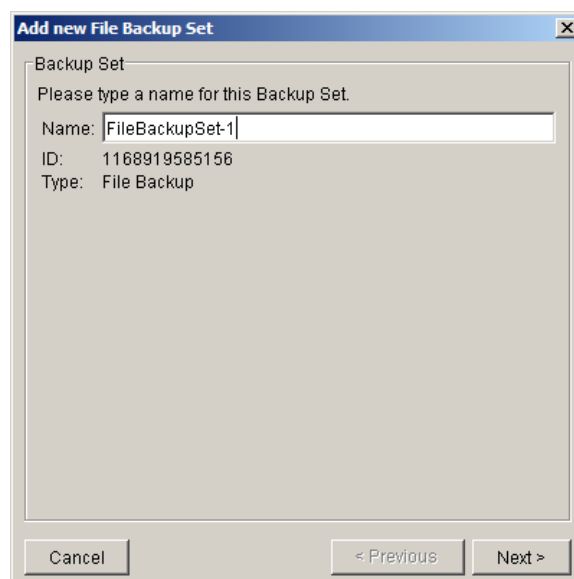 Add new File Backup Set
Backup Set
Please type a name for this Backup Set.
Name: FileBackupSet-1
ID: 1168919585156
Type: File Backup
Cancel < Previous Next >